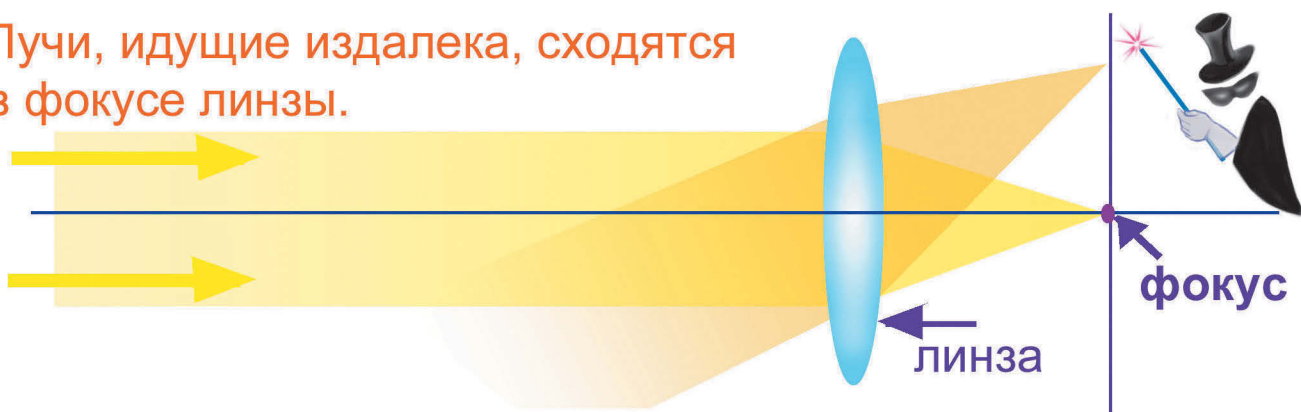 Лучи, идущие издалека, сходятся
в фокусе линзы.
фокус
линза